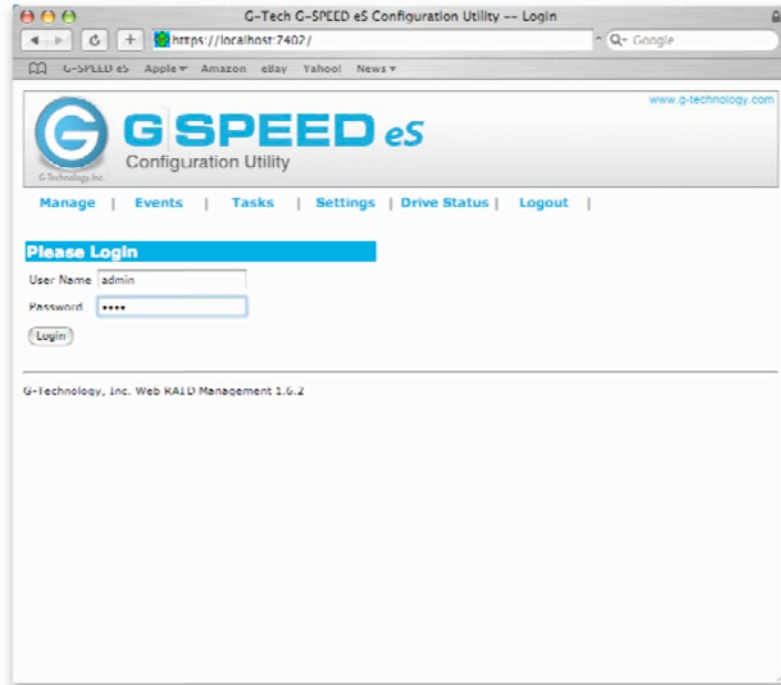 G-Tech G-SPEED eS Configuration Utility -- Login
https://localhost:7402/
Google
G-SPEED eS Apple Amazon eBay Yahoo! News
www.g-technology.com
G SPEED eS
Configuration Utility
G-Technology, Inc.
Manage | Events | Tasks | Settings | Drive Status | Logout |
Please Login
User Name admin
Password ••••
Login
G-Technology, Inc. Web RAID Management 1.6.2